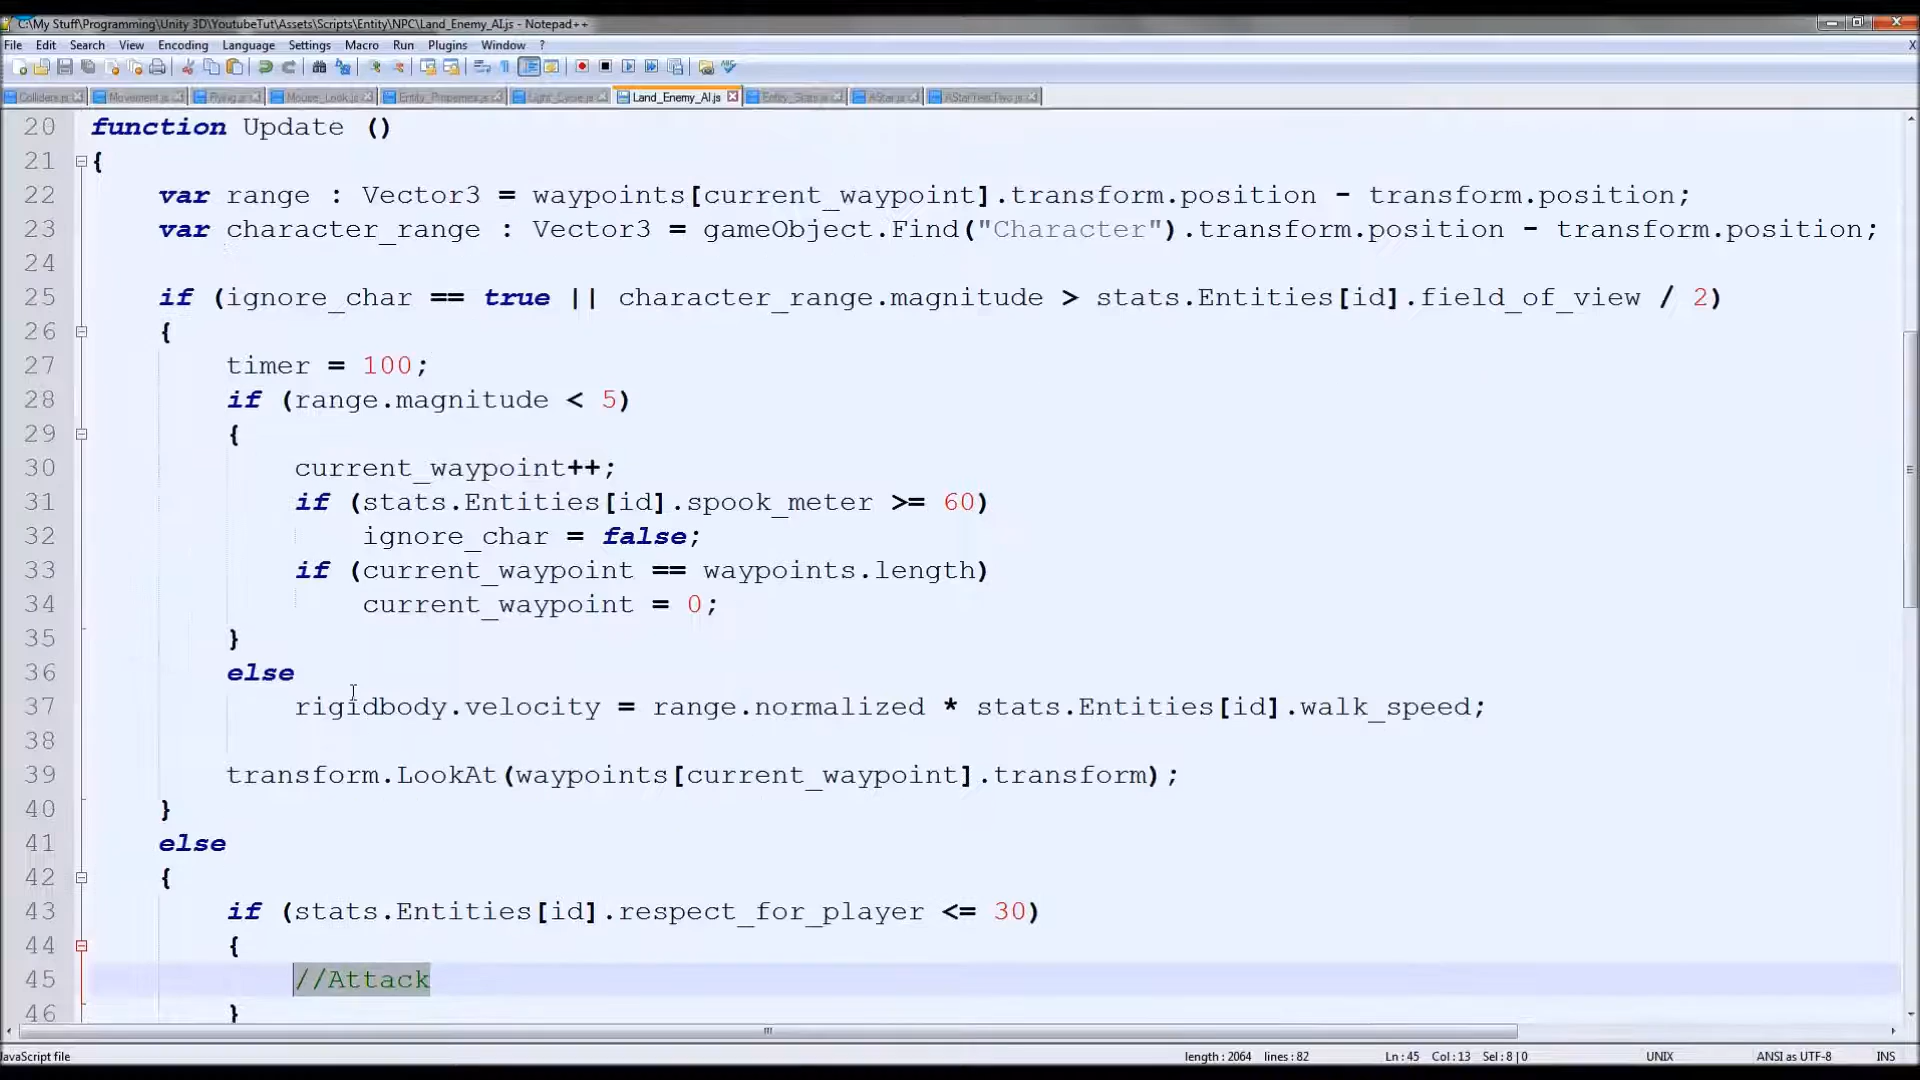 C:\My Stuff\Programming\Unity 3D\YoutubeTut\Assets\Scripts\Entity\NPC\Land_Enemy_AI.js - Notepad++
File Edit Search View Encoding Language Settings Macro Run Plugins Window ? X
Colliders.js Movement.js Flying.js Mouse_Look.js Entity_Properties.js Light_Cycle.js Land_Enemy_AI.js Entity_Stats.js AStar.js
20 function Update ()
21 {
22 var range : Vector3 = waypoints[current_waypoint].transform.position - transform.position;
23 var character_range : Vector3 = gameObject.Find("Character").transform.position - transform.position;
24
25 if (ignore_char == true || character_range.magnitude > stats.Entities[id].field_of_view / 2)
26 {
27 timer = 100;
28 if (range.magnitude < 5)
29 {
30 current_waypoint++;
31 if (stats.Entities[id].spook_meter >= 60)
32 ignore_char = false;
33 if (current_waypoint == waypoints.length)
34 current_waypoint = 0;
35 }
36 else
37 rigidbody.velocity = range.normalized * stats.Entities[id].walk_speed;
38
39 transform.LookAt(waypoints[current_waypoint].transform);
40 }
41 else
42 {
43 if (stats.Entities[id].respect_for_player <= 30)
44 {
45 //Attack
46 }
JavaScript file length : 2064 lines : 82 Ln : 45 Col : 13 Sel : 8 | 0 UNIX ANSI as UTF-8 INS